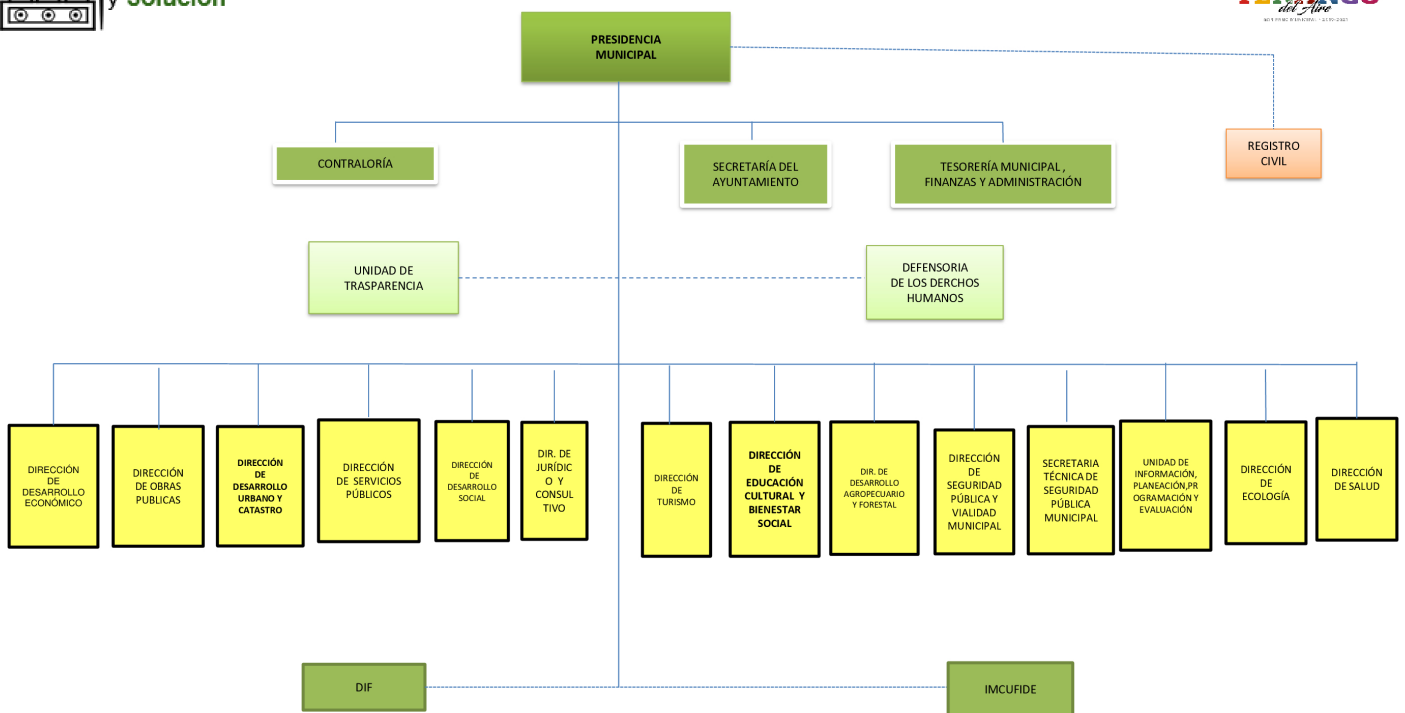 y Solución
del Aire
PRESIDENCIA
MUNICIPAL
CONTRALORÍA
SECRETARÍA DEL
AYUNTAMIENTO
TESORERÍA MUNICIPAL ,
FINANZAS Y ADMINISTRACIÓN
REGISTRO
CIVIL
UNIDAD DE
TRASPARENCIA
DEFENSORIA
DE LOS DERCHOS
HUMANOS
DIRECCIÓN
DE
DESARROLLO
ECONÓMICO
DIRECCIÓN
DE OBRAS
PUBLICAS
DIRECCIÓN
DE
DESARROLLO
URBANO Y
CATASTRO
DIRECCIÓN
DE SERVICIOS
PÚBLICOS
DIRECCIÓN
DE
DESARROLLO
SOCIAL
DIR. DE
JURÍDIC
O Y
CONSUL
TIVO
DIRECCIÓN
DE
TURISMO
DIRECCIÓN
DE
EDUCACIÓN
CULTURAL Y
BIENESTAR
SOCIAL
DIR. DE
DESARROLLO
AGROPECUARIO
Y FORESTAL
DIRECCIÓN
DE
SEGURIDAD
PÚBLICA Y
VIALIDAD
MUNICIPAL
SECRETARIA
TÉCNICA DE
SEGURIDAD
PÚBLICA
MUNICIPAL
UNIDAD DE
INFORMACIÓN,
PLANEACIÓN,PR
OGRAMACIÓN Y
EVALUACIÓN
DIRECCIÓN
DE
ECOLOGÍA
DIRECCIÓN
DE SALUD
DIF
IMCUFIDE